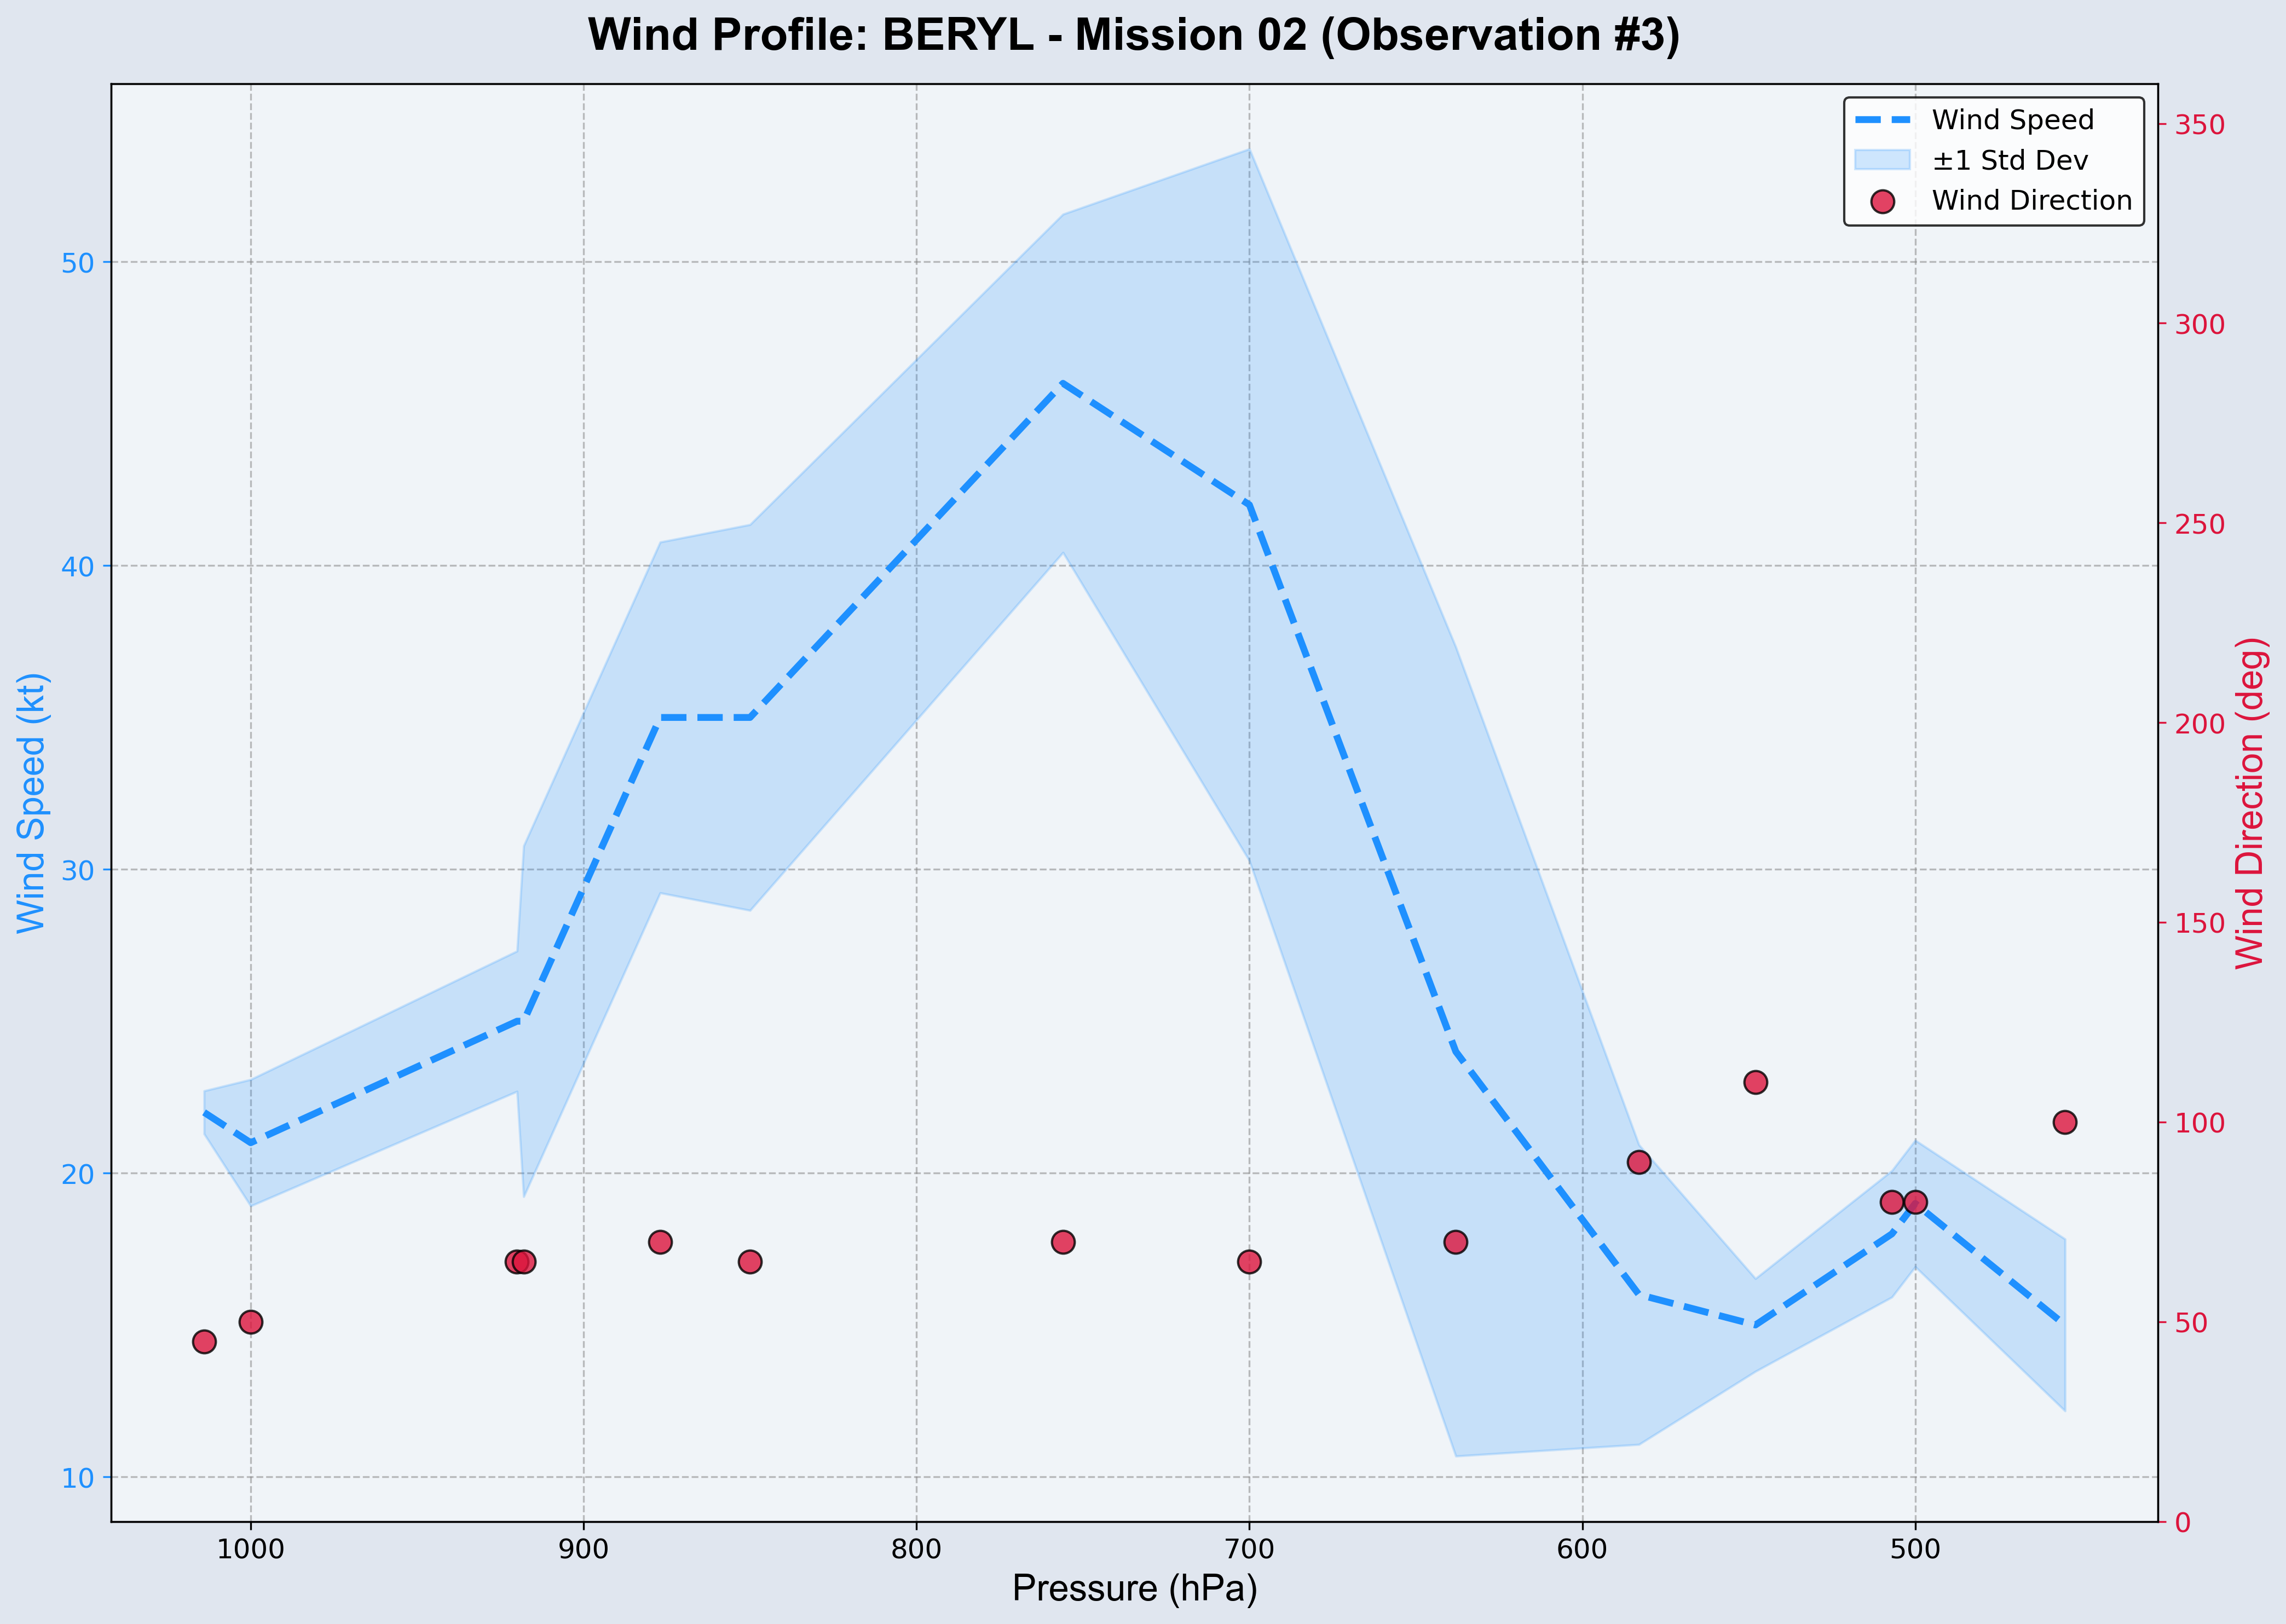 Wind Profile: BERYL - Mission 02 (Observation #3)
Wind Speed
±1 Std Dev
Wind Direction
Wind Speed (kt)
50
40
30
20
10
350
300
250
200
150
100
50
0
Wind Direction (deg)
1000 900 800 700 600 500
Pressure (hPa)